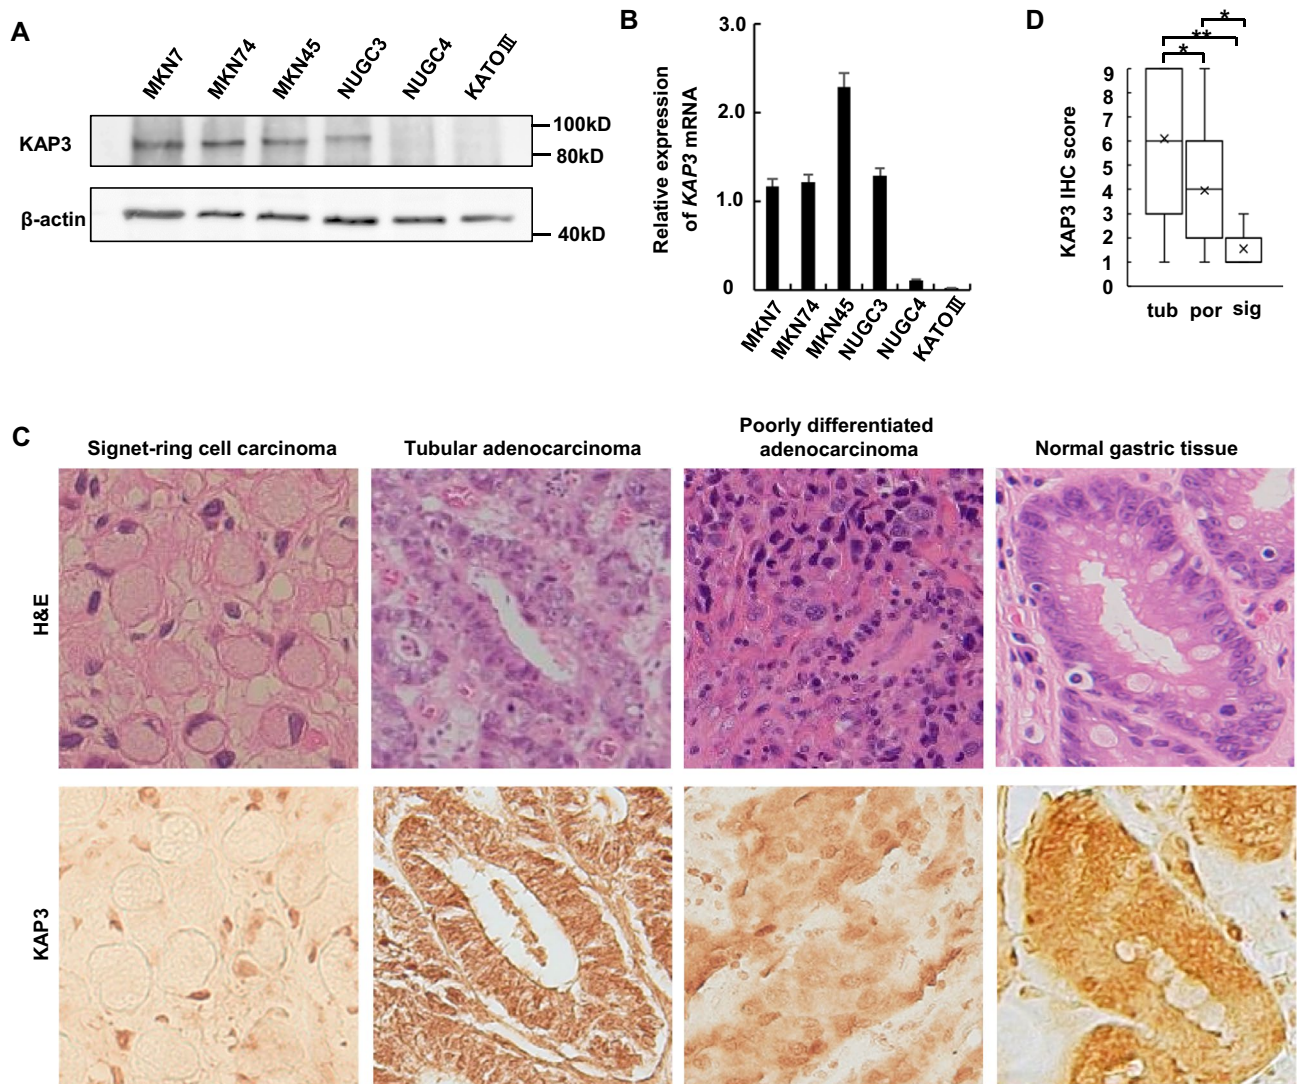 A
MKN7
MKN74
MKN45
NUGC3
NUGC4
KATOⅢ
KAP3
100kD
80kD
β-actin
40kD
B
Relative expression
of KAP3 mRNA
3.0
2.0
1.0
0
MKN7
MKN74
MKN45
NUGC3
NUGC4
KATOⅢ
D
*
**
*
KAP3 IHC score
9
8
7
6
5
4
3
2
1
0
tub por sig
C
Signet-ring cell carcinoma
Tubular adenocarcinoma
Poorly differentiated
adenocarcinoma
Normal gastric tissue
H&E
KAP3